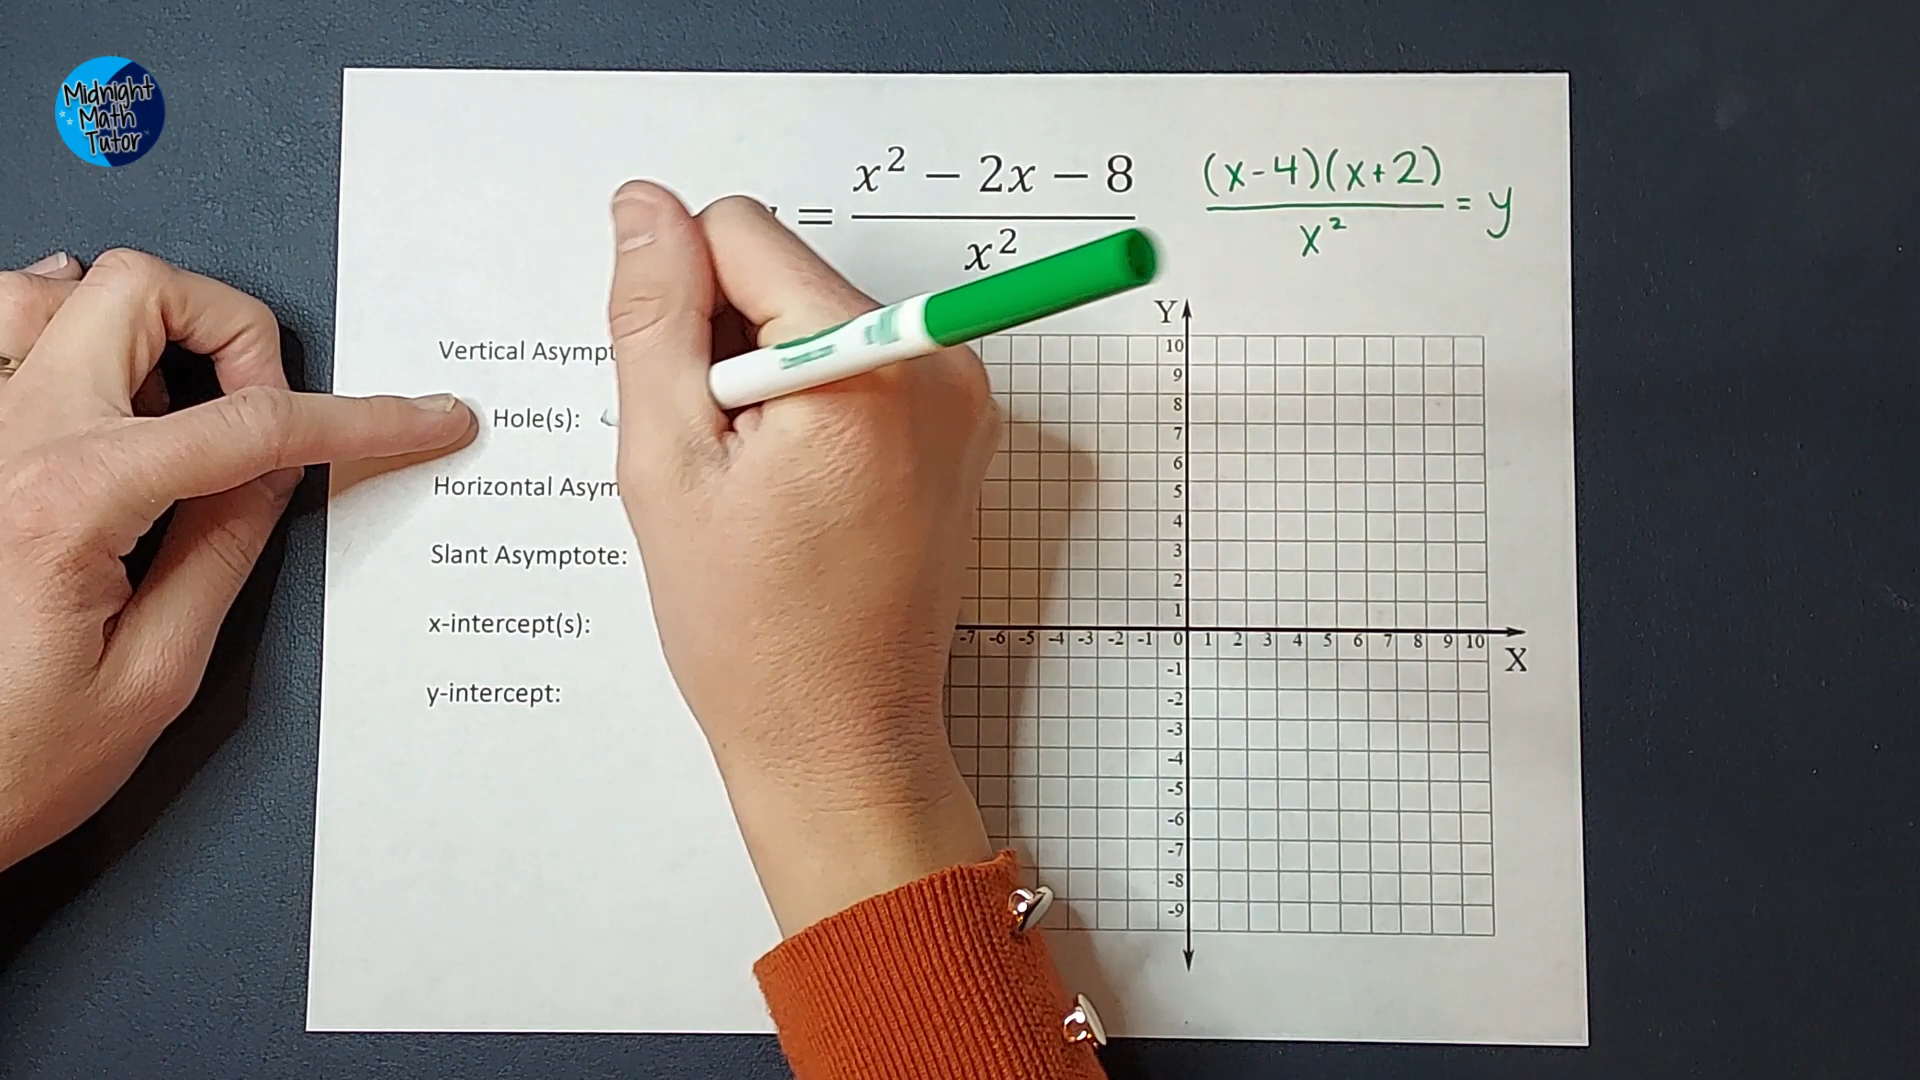 Midnight
Math
Tutor
= x² − 2x − 8
x²
(x-4)(x+2) = y
x²
Vertical
Hole(s):
Horizontal
Slant Asymptote:
x-intercept(s):
y-intercept:
Y
10
9
8
7
6
5
4
3
2
1
-7 -6 -5 -4 -3 -2 -1 0 1 2 3 4 5 6 7 8 9 10
X
-1
-2
-3
-4
-5
-6
-7
-8
-9